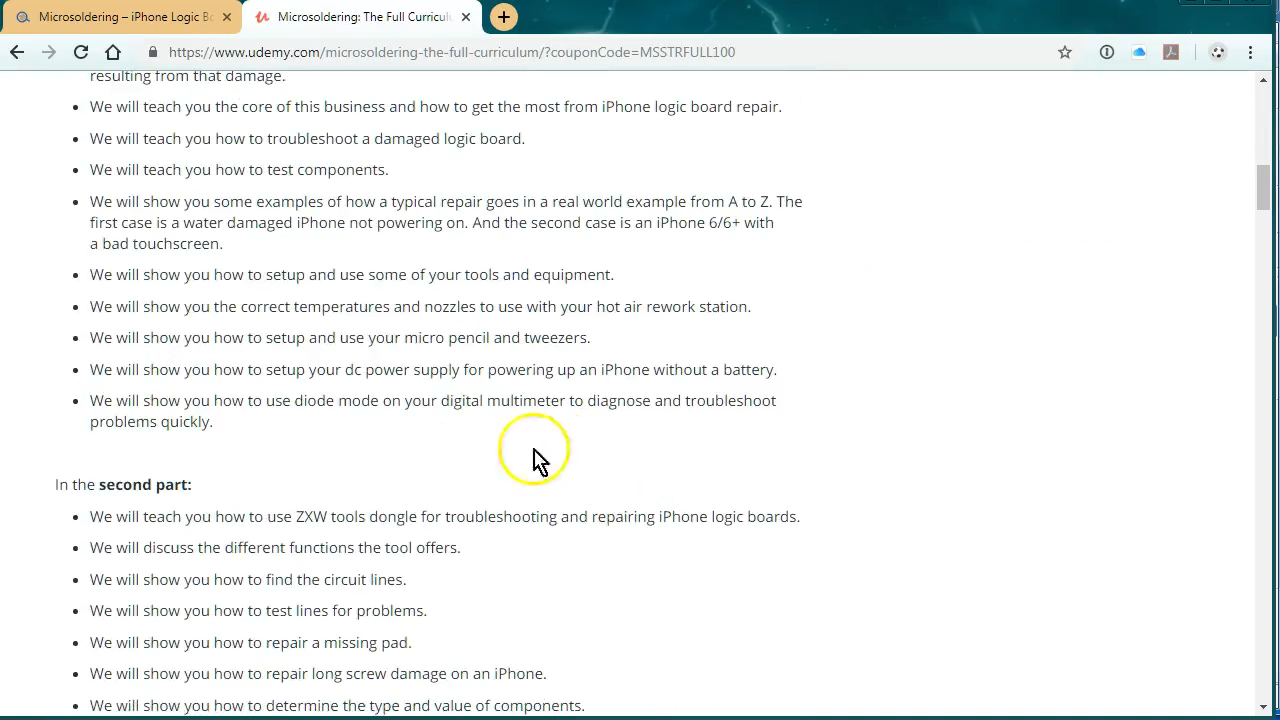 Microsoldering – iPhone Logic Bo
Microsoldering: The Full Curriculu
https://www.udemy.com/microsoldering-the-full-curriculum/?couponCode=MSSTRFULL100
resulting from that damage.
We will teach you the core of this business and how to get the most from iPhone logic board repair.
We will teach you how to troubleshoot a damaged logic board.
We will teach you how to test components.
We will show you some examples of how a typical repair goes in a real world example from A to Z. The
first case is a water damaged iPhone not powering on. And the second case is an iPhone 6/6+ with
a bad touchscreen.
We will show you how to setup and use some of your tools and equipment.
We will show you the correct temperatures and nozzles to use with your hot air rework station.
We will show you how to setup and use your micro pencil and tweezers.
We will show you how to setup your dc power supply for powering up an iPhone without a battery.
We will show you how to use diode mode on your digital multimeter to diagnose and troubleshoot
problems quickly.
In the second part:
We will teach you how to use ZXW tools dongle for troubleshooting and repairing iPhone logic boards.
We will discuss the different functions the tool offers.
We will show you how to find the circuit lines.
We will show you how to test lines for problems.
We will show you how to repair a missing pad.
We will show you how to repair long screw damage on an iPhone.
We will show you how to determine the type and value of components.